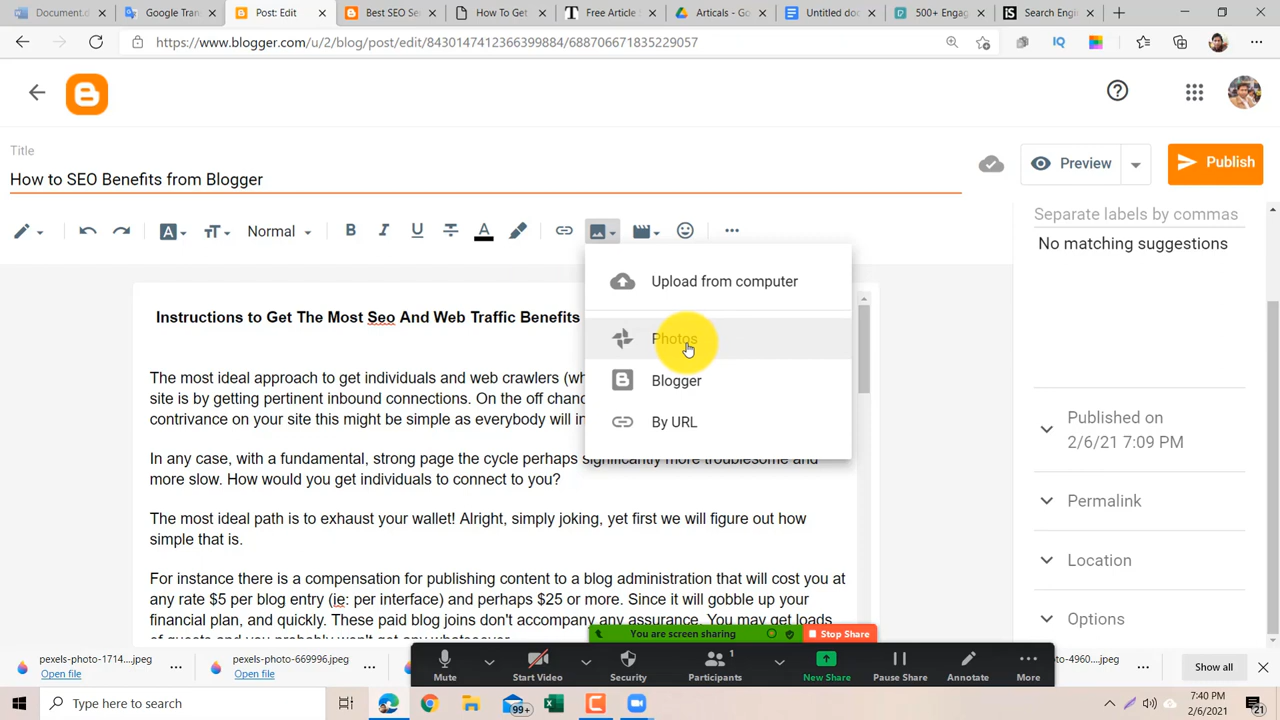 Document.d
Google Tran
Post: Edit
Best SEO Se
How To Get
Free Article
Articals - Go
Untitled doc
500+ Engag
Search Engi
https://www.blogger.com/u/2/blog/post/edit/8430147412366399884/688706671835229057
Title
How to SEO Benefits from Blogger
Preview
Publish
Normal
B I U A
Separate labels by commas
No matching suggestions
Upload from computer
Photos
Blogger
By URL
Instructions to Get The Most Seo And Web Traffic Benefits
The most ideal approach to get individuals and web crawlers (wh
site is by getting pertinent inbound connections. On the off chanc
contrivance on your site this might be simple as everybody will in
In any case, with a fundamental, strong page the cycle perhaps significantly more troublesome and
more slow. How would you get individuals to connect to you?
The most ideal path is to exhaust your wallet! Alright, simply joking, yet first we will figure out how
simple that is.
For instance there is a compensation for publishing content to a blog administration that will cost you at
any rate $5 per blog entry (ie: per interface) and perhaps $25 or more. Since it will gobble up your
financial plan, and quickly. These paid blog joins don't accompany any assurance. You may get loads
of guests and you probably won't get any whatsoever.
Published on
2/6/21 7:09 PM
Permalink
Location
Options
You are screen sharing
Stop Share
pexels-photo-1714....jpeg
Open file
pexels-photo-669996.jpeg
Open file
-4960....jpeg
Show all
Mute
Start Video
Security
Participants
1
New Share
Pause Share
Annotate
More
Type here to search
99+
7:40 PM
2/6/2021
21